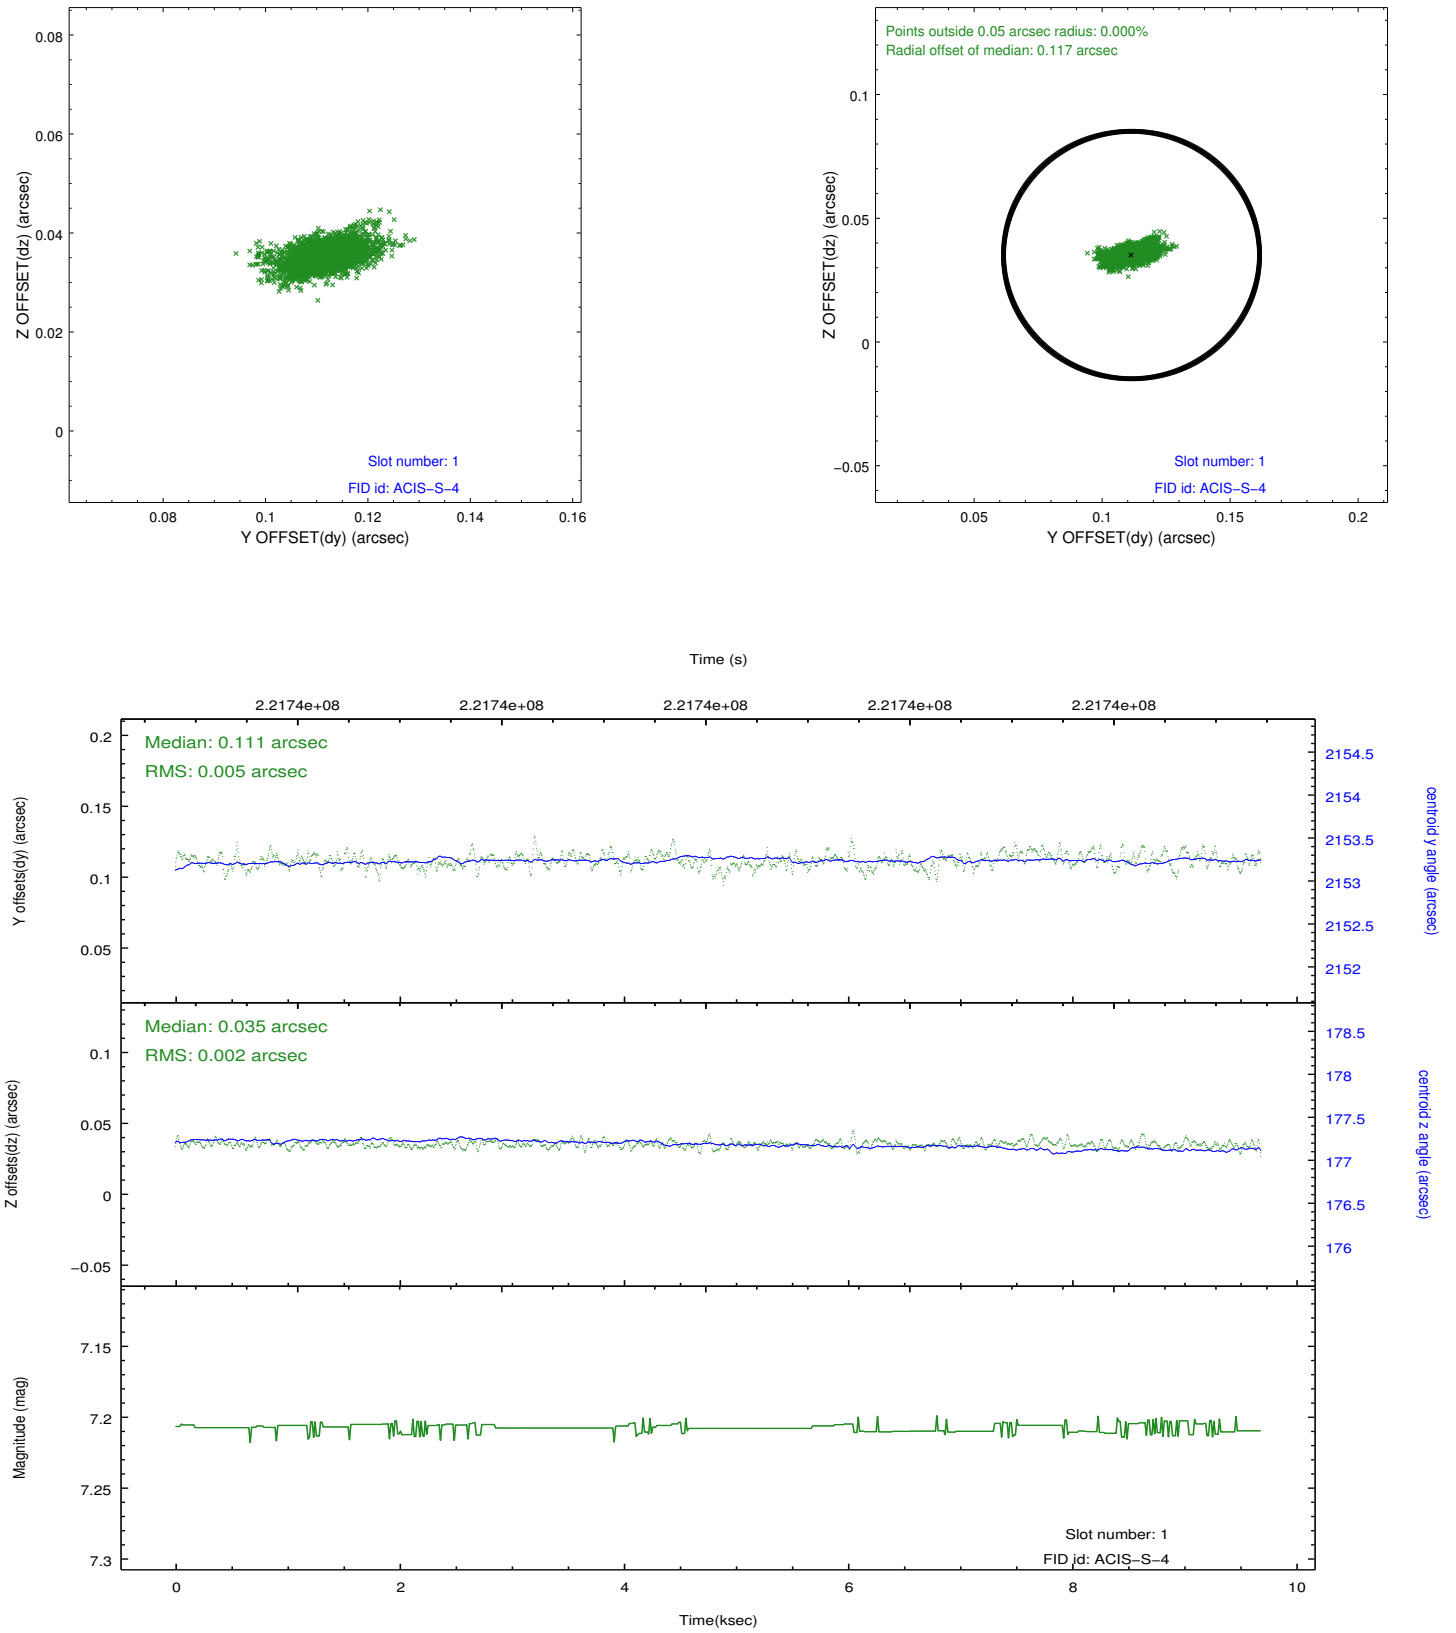 0.08
0.06
0.04
0.02
0
Z OFFSET(dz) (arcsec)
Slot number: 1
FID id: ACIS−S−4
0.08 0.1 0.12 0.14 0.16
Y OFFSET(dy) (arcsec)
Points outside 0.05 arcsec radius: 0.000%
Radial offset of median: 0.117 arcsec
0.1
0.05
0
−0.05
Z OFFSET(dz) (arcsec)
Slot number: 1
FID id: ACIS−S−4
0.05 0.1 0.15 0.2
Y OFFSET(dy) (arcsec)
Time (s)
2.2174e+08 2.2174e+08 2.2174e+08 2.2174e+08 2.2174e+08
Median: 0.111 arcsec
RMS: 0.005 arcsec
0.2
0.15
0.1
0.05
Y offsets(dy) (arcsec)
2154.5
2154
2153.5
2153
2152.5
2152
centroid y angle (arcsec)
Median: 0.035 arcsec
RMS: 0.002 arcsec
0.1
0.05
0
−0.05
Z offsets(dz) (arcsec)
178.5
178
177.5
177
176.5
176
centroid z angle (arcsec)
7.15
7.2
7.25
7.3
Magnitude (mag)
Slot number: 1
FID id: ACIS−S−4
0 2 4 6 8 10
Time(ksec)